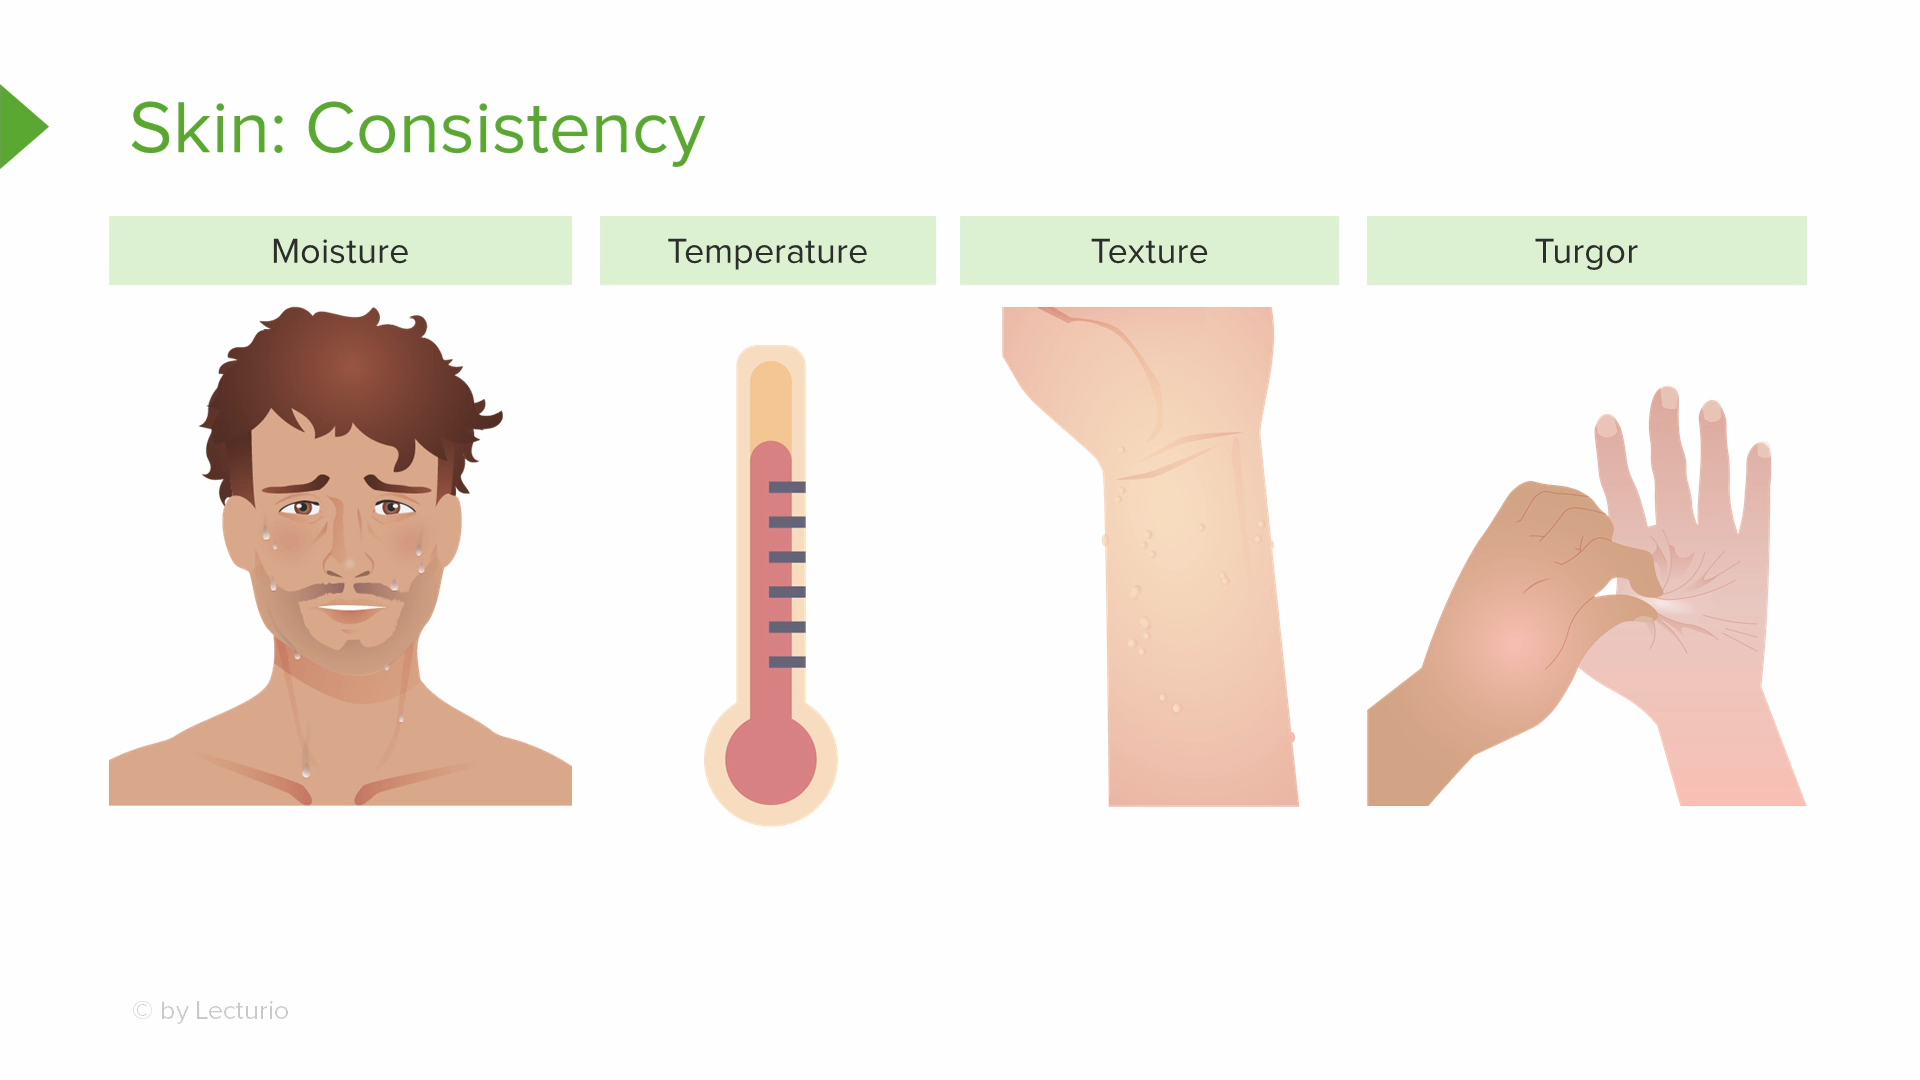 Skin: Consistency
Moisture
Temperature
Texture
Turgor
© by Lecturio